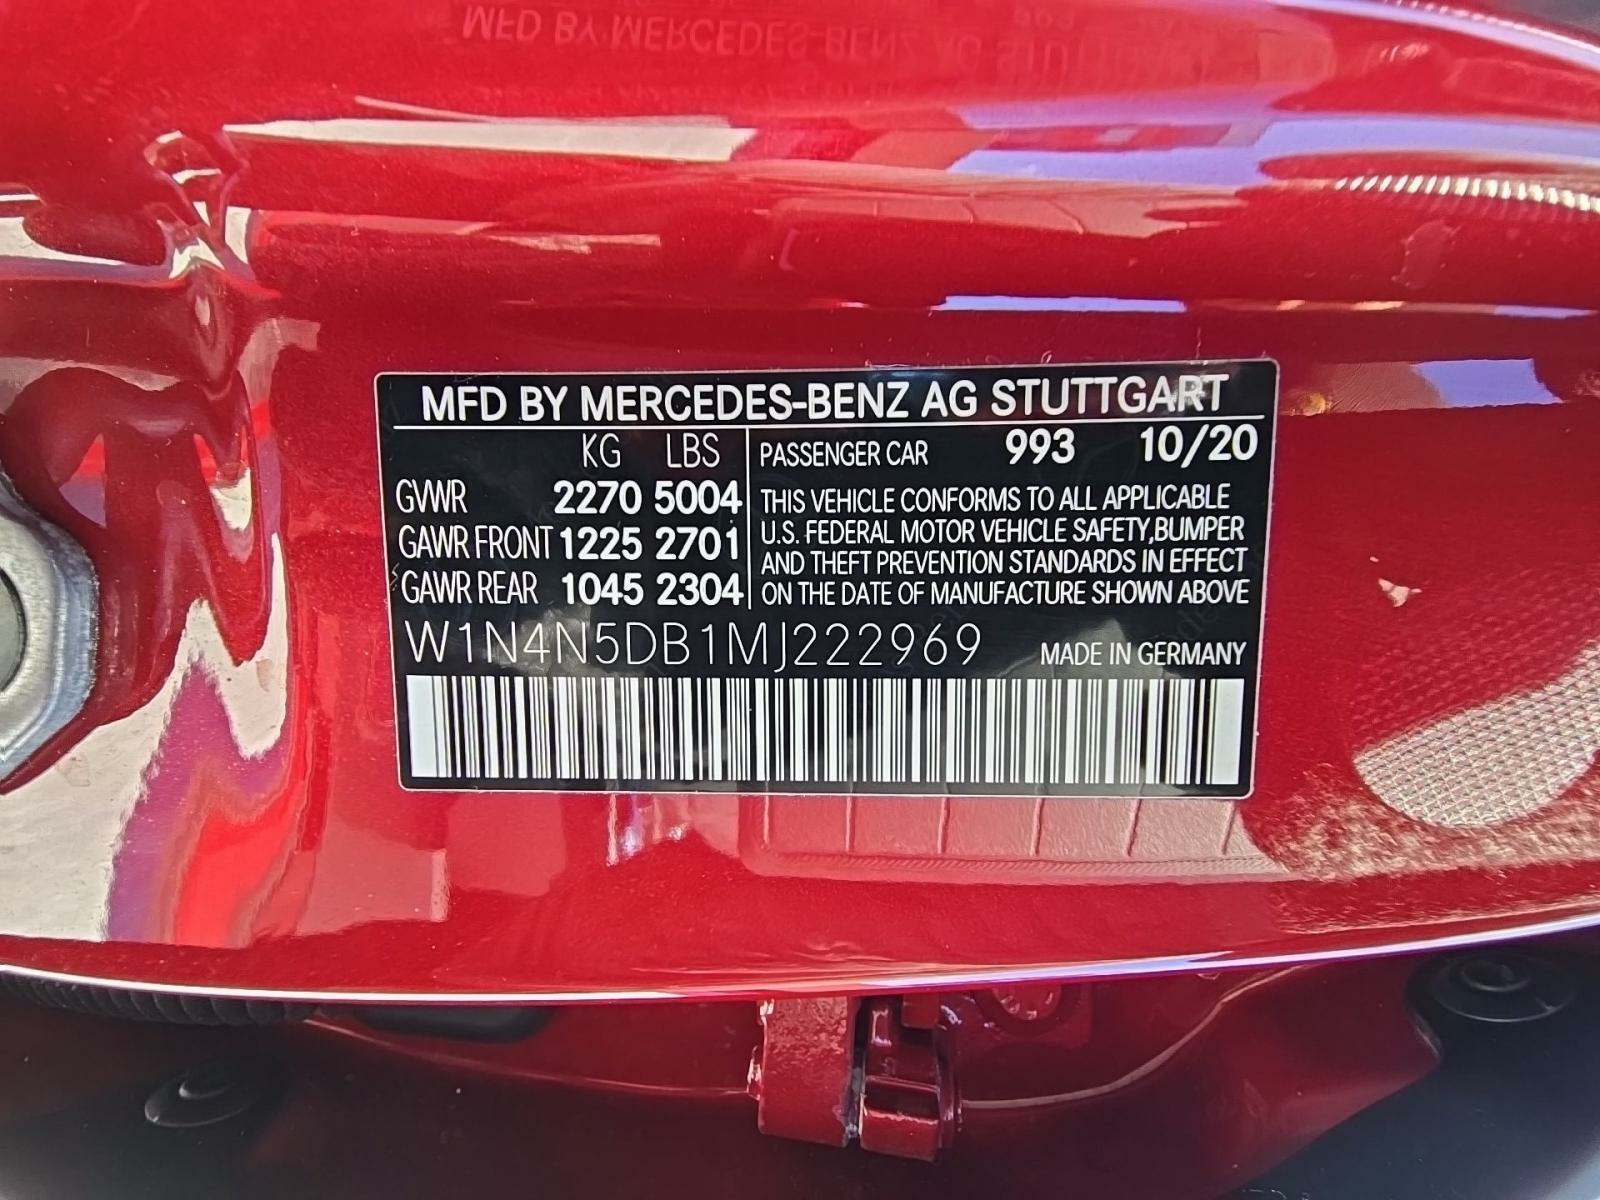 MFD BY MERCEDES-BENZ AG STUTTGART
KG LBS
GVWR 2270 5004
GAWR FRONT 1225 2701
GAWR REAR 1045 2304
PASSENGER CAR 993 10/20
THIS VEHICLE CONFORMS TO ALL APPLICABLE
U.S. FEDERAL MOTOR VEHICLE SAFETY,BUMPER
AND THEFT PREVENTION STANDARDS IN EFFECT
ON THE DATE OF MANUFACTURE SHOWN ABOVE
W1N4N5DB1MJ222969 MADE IN GERMANY